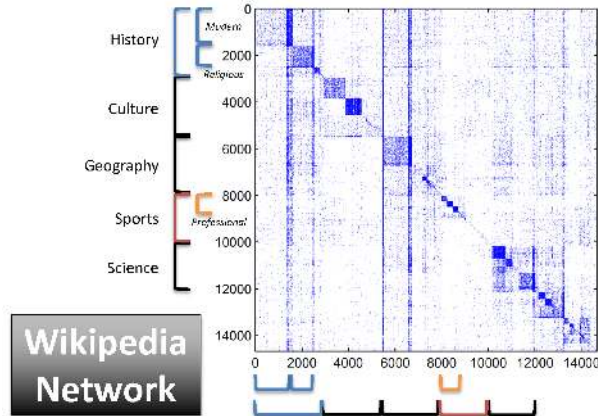 History
Modern
Religious
Culture
Geography
Sports
Professional
Science
Wikipedia
Network
0
2000
4000
6000
8000
10000
12000
14000
0 2000 4000 6000 8000 10000 12000 14000